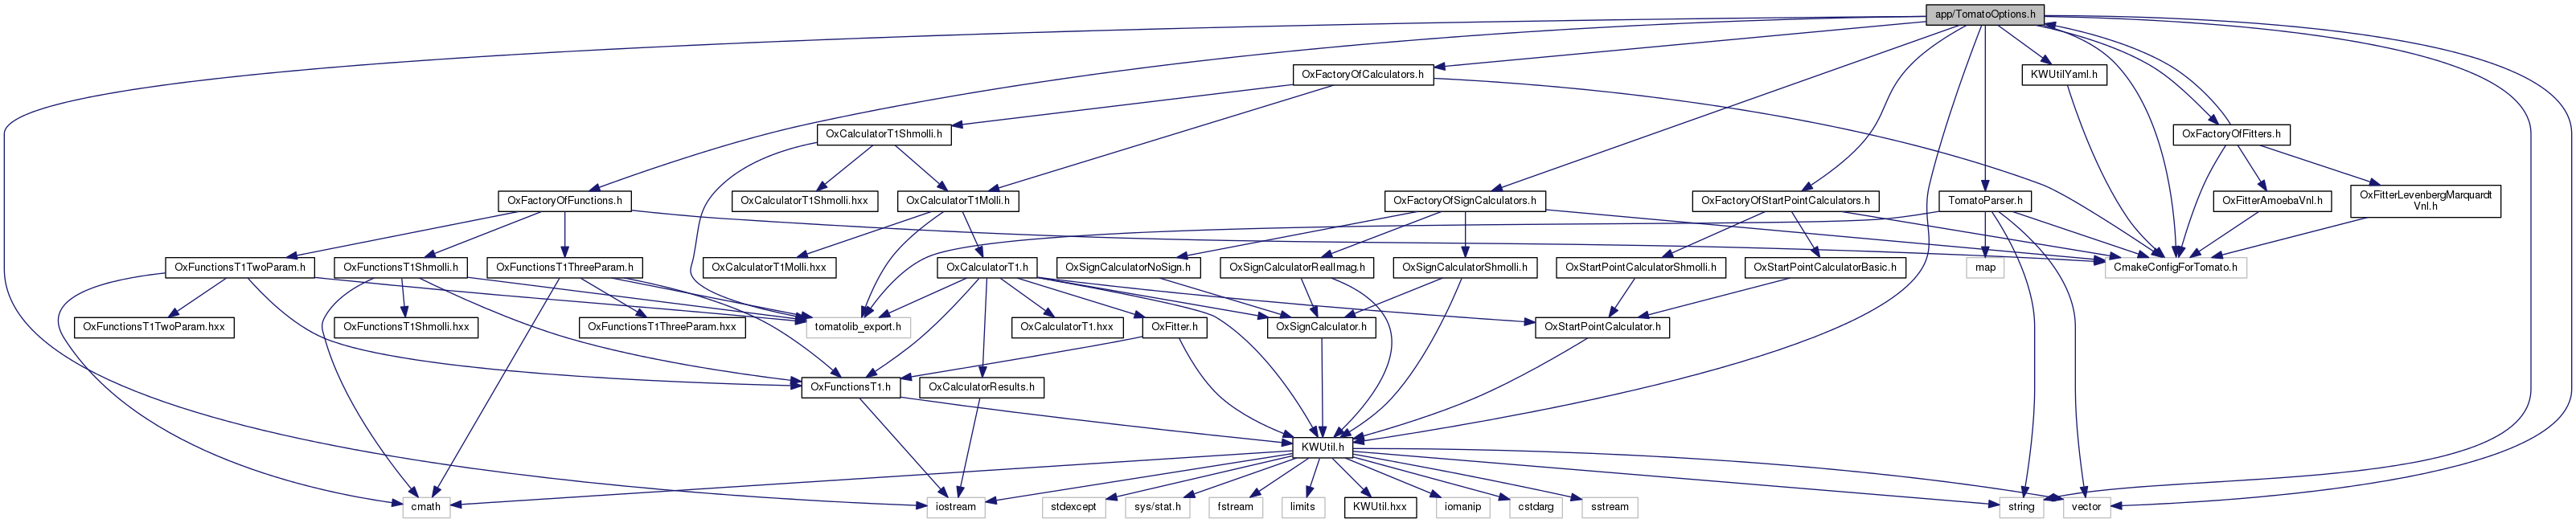 app/TomatoOptions.h
OxFactoryOfCalculators.h
KWUtilYaml.h
OxCalculatorT1Shmolli.h
OxFactoryOfFitters.h
OxFactoryOfFunctions.h
OxCalculatorT1Shmolli.hxx
OxCalculatorT1Molli.h
OxFactoryOfSignCalculators.h
OxFactoryOfStartPointCalculators.h
TomatoParser.h
OxFitterAmoebaVnl.h
OxFitterLevenbergMarquardt
Vnl.h
OxFunctionsT1TwoParam.h
OxFunctionsT1Shmolli.h
OxFunctionsT1ThreeParam.h
OxCalculatorT1Molli.hxx
OxCalculatorT1.h
OxSignCalculatorNoSign.h
OxSignCalculatorRealImag.h
OxSignCalculatorShmolli.h
OxStartPointCalculatorShmolli.h
OxStartPointCalculatorBasic.h
map
CmakeConfigForTomato.h
OxFunctionsT1TwoParam.hxx
OxFunctionsT1Shmolli.hxx
OxFunctionsT1ThreeParam.hxx
tomatolib_export.h
OxCalculatorT1.hxx
OxFitter.h
OxSignCalculator.h
OxStartPointCalculator.h
OxFunctionsT1.h
OxCalculatorResults.h
KWUtil.h
cmath
iostream
stdexcept
sys/stat.h
fstream
limits
KWUtil.hxx
iomanip
cstdarg
sstream
string
vector